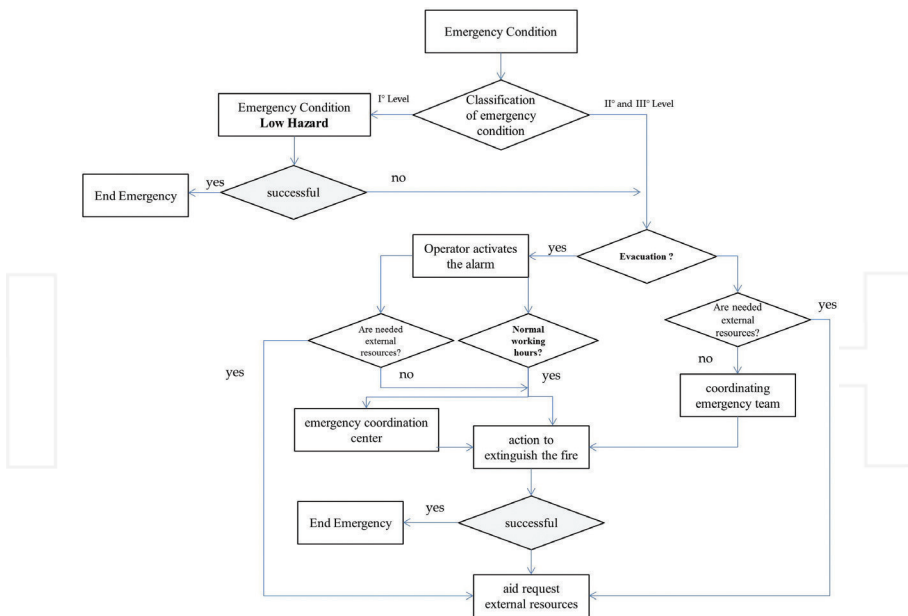 Emergency Condition
Classification
of emergency
condition
I° Level
II° and III° Level
Emergency Condition
Low Hazard
successful
yes
no
End Emergency
Evacuation ?
yes
Operator activates
the alarm
Are needed
external
resources?
yes
no
Normal
working
hours?
yes
Are needed
external
resources?
yes
no
coordinating
emergency team
emergency coordination
center
action to
extinguish the fire
successful
yes
End Emergency
aid request
external resources